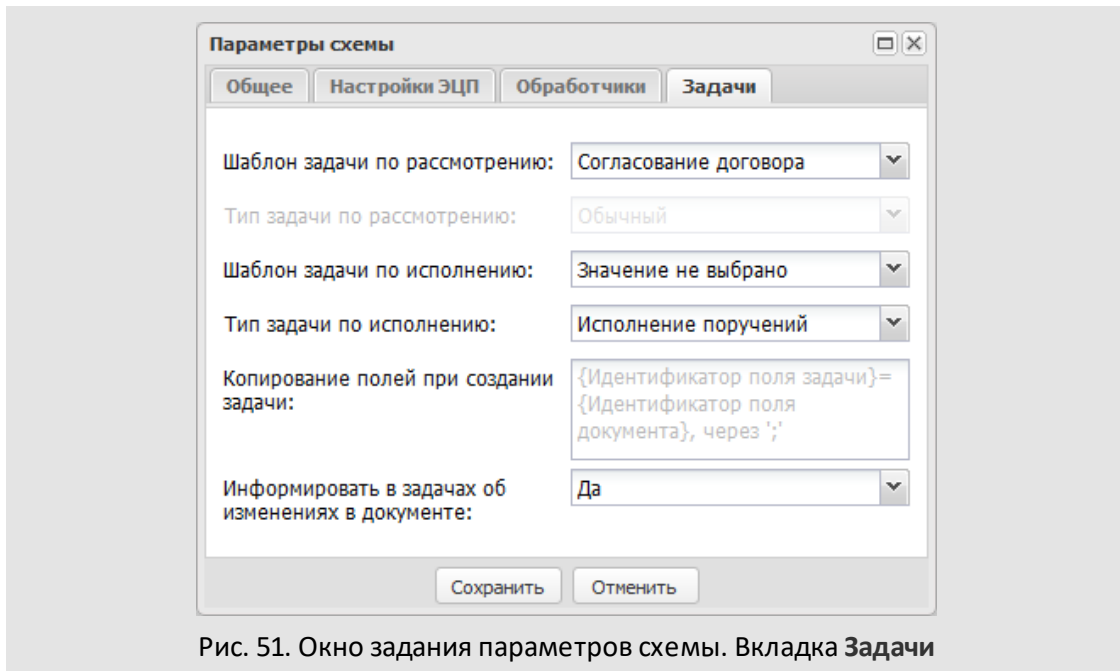 Параметры схемы
Общее Настройки ЭЦП Обработчики Задачи
Шаблон задачи по рассмотрению: Согласование договора
Тип задачи по рассмотрению: Обычный
Шаблон задачи по исполнению: Значение не выбрано
Тип задачи по исполнению: Исполнение поручений
Копирование полей при создании
задачи:
{Идентификатор поля задачи}=
{Идентификатор поля
документа}, через ';'
Информировать в задачах об
изменениях в документе:
Да
Сохранить Отменить
Рис. 51. Окно задания параметров схемы. Вкладка Задачи